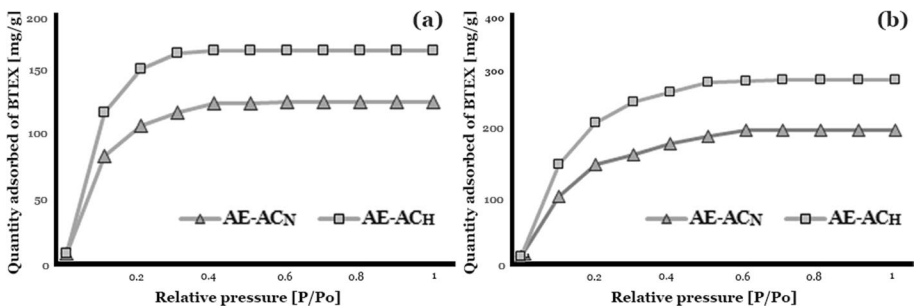 (a)
Quantity adsorbed of BTEX [mg/g]
200
150
100
50
0
AE-ACN
AE-ACH
0.2 0.4 0.6 0.8 1
Relative pressure [P/Po]
(b)
Quantity adsorbed of BTEX [mg/g]
400
300
200
100
0
AE-ACN
AE-ACH
0.2 0.4 0.6 0.8 1
Relative pressure [P/Po]